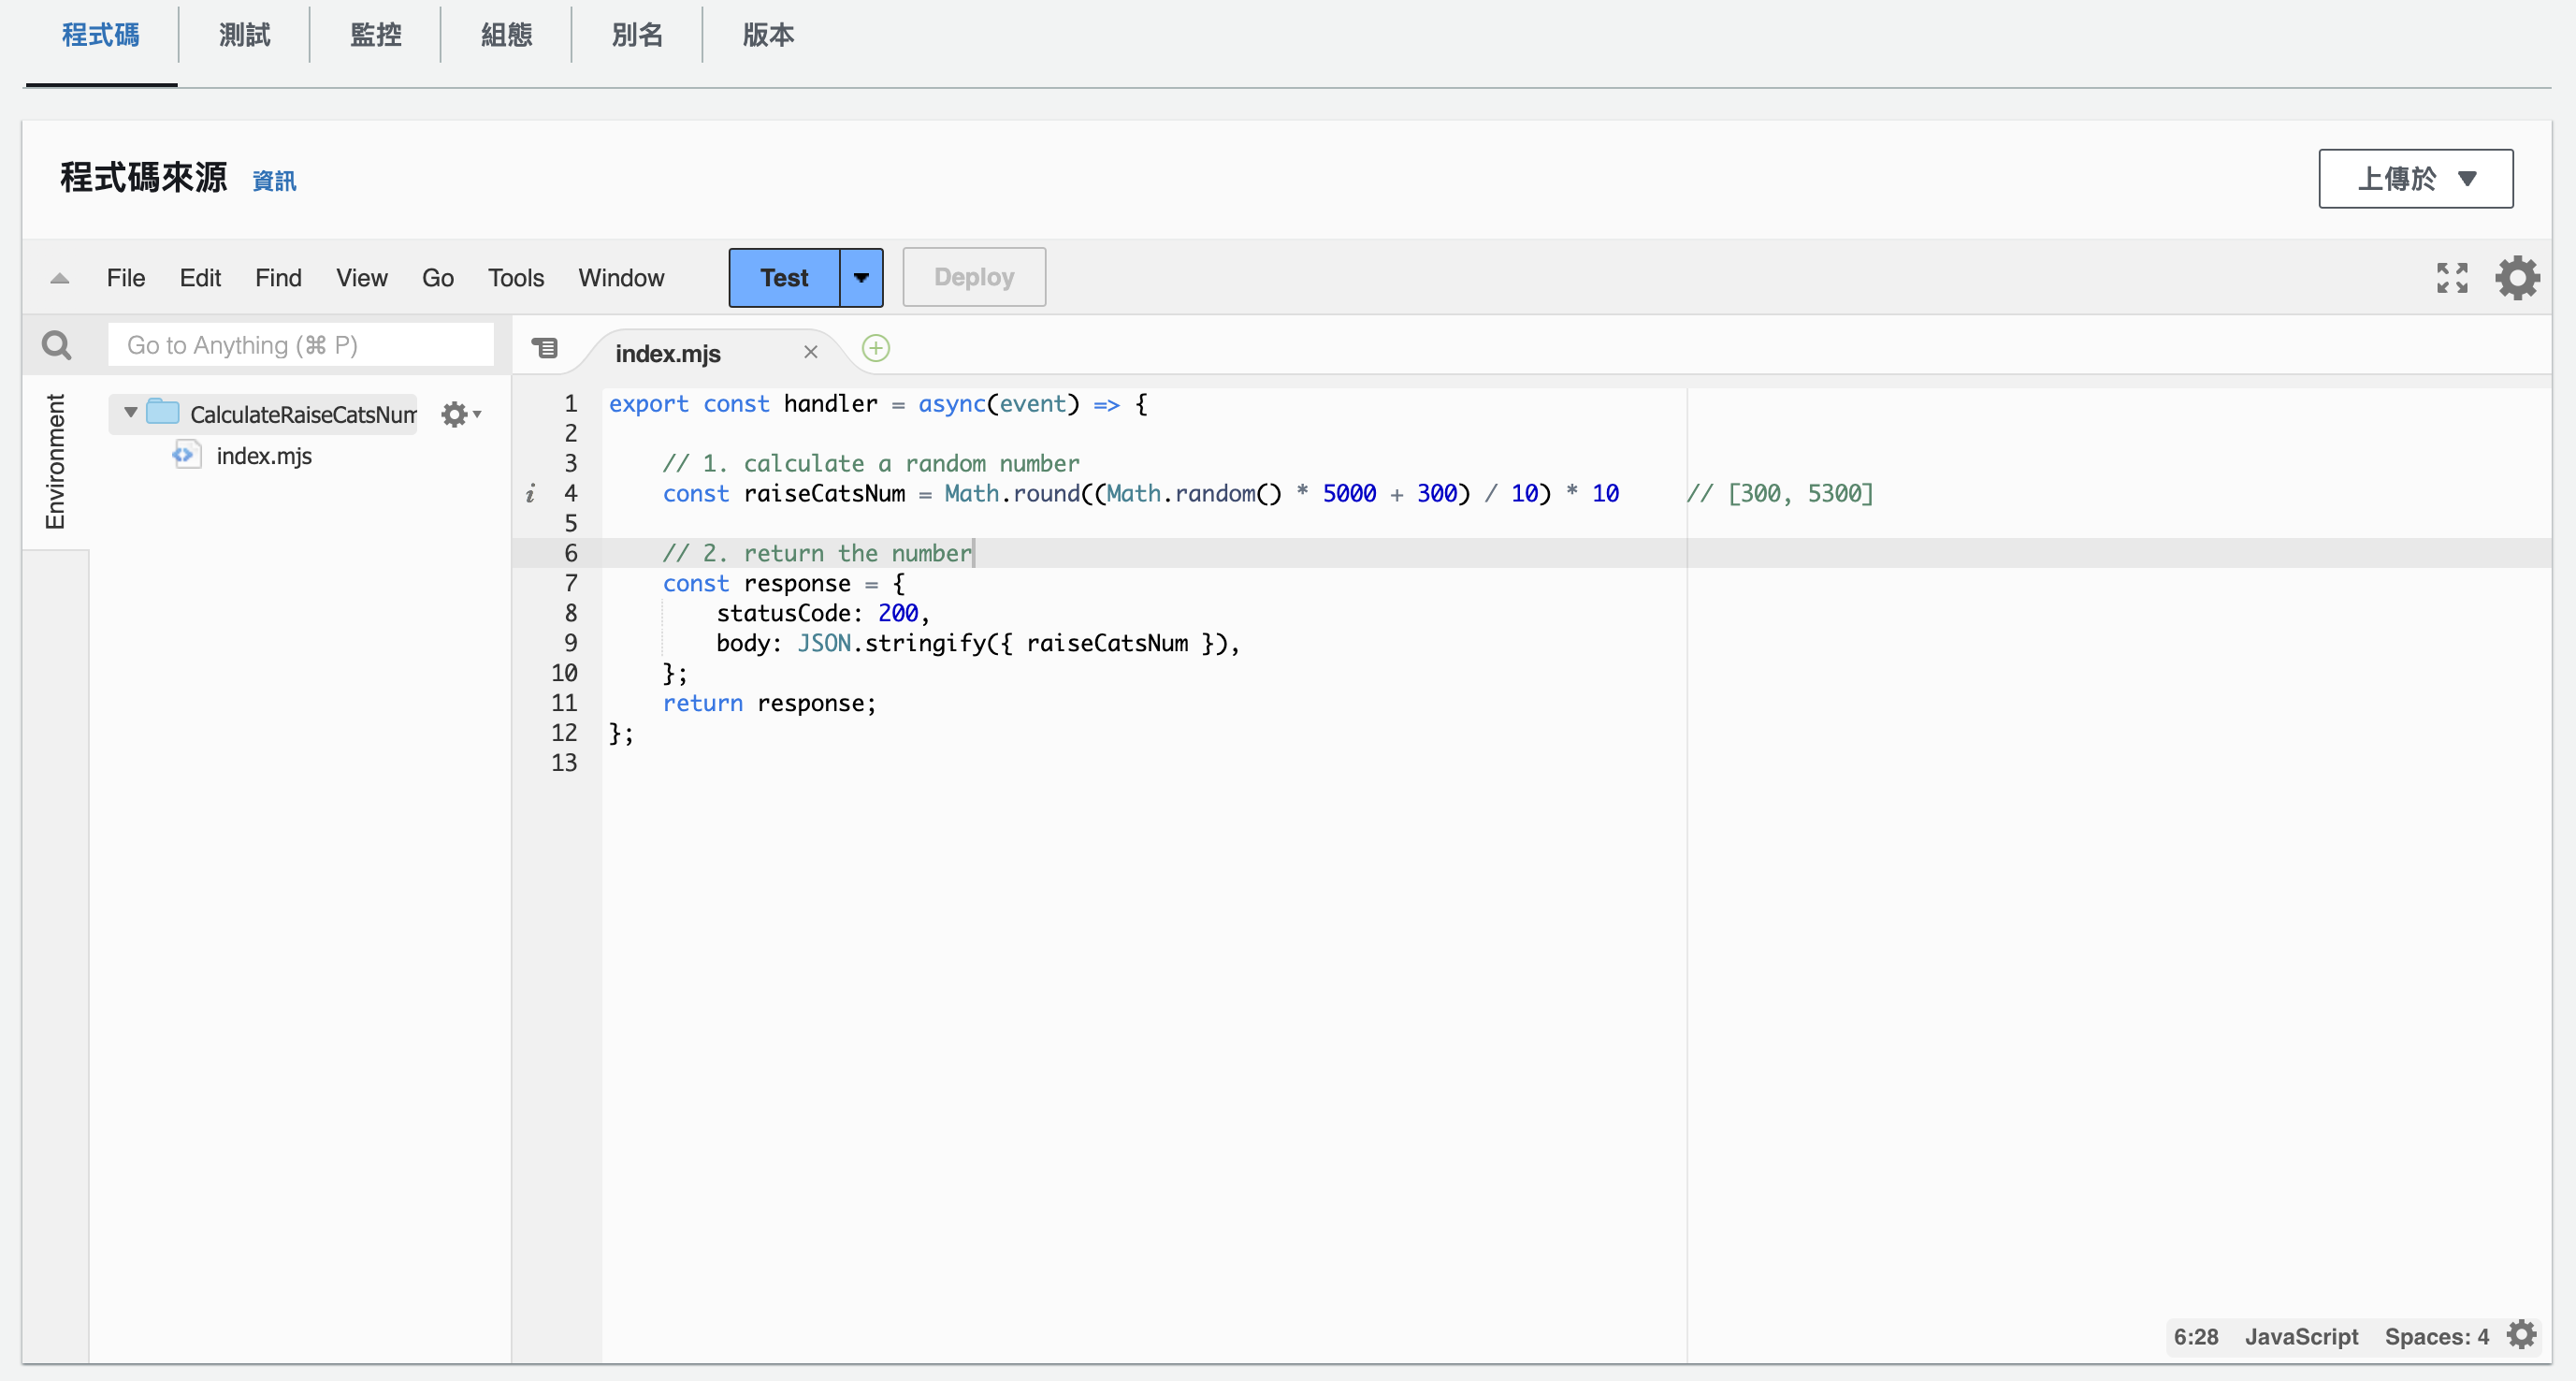 程式碼 測試 監控 組態 別名 版本
程式碼來源 資訊 上傳於
File Edit Find View Go Tools Window Test Deploy
Go to Anything (⌘ P) index.mjs
Environment
CalculateRaiseCatsNum
index.mjs
1 export const handler = async(event) => {
2
3 // 1. calculate a random number
i 4 const raiseCatsNum = Math.round((Math.random() * 5000 + 300) / 10) * 10 // [300, 5300]
5
6 // 2. return the number
7 const response = {
8 statusCode: 200,
9 body: JSON.stringify({ raiseCatsNum }),
10 };
11 return response;
12 };
13
6:28 JavaScript Spaces: 4